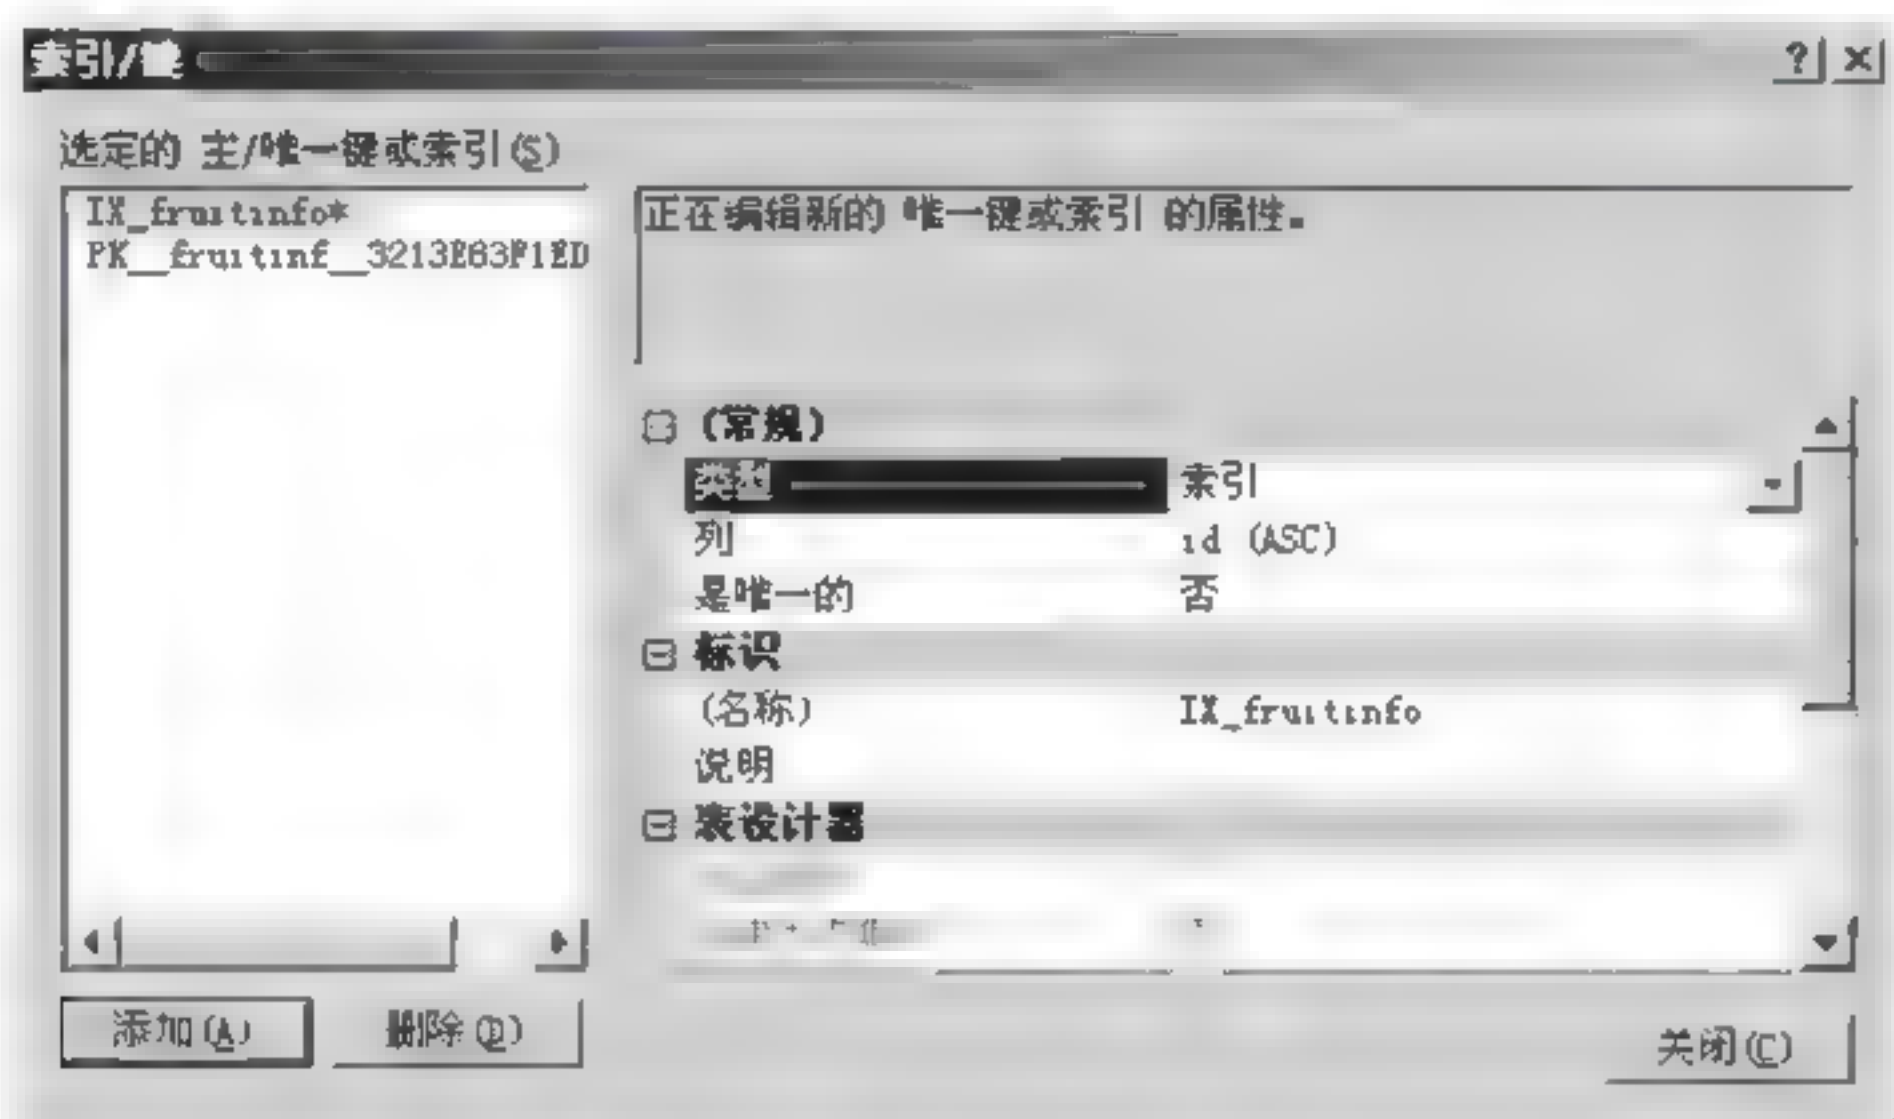 索引/键
? ×
选定的 主/唯一键或索引(S)
IX_fruitinfo*
PK__fruitinf__3213E83F1ED
正在编辑新的 唯一键或索引 的属性。
(常规)
类型 索引
列 id (ASC)
是唯一的 否
标识
(名称) IX_fruitinfo
说明
表设计器
添加(A) 删除(D)
关闭(C)